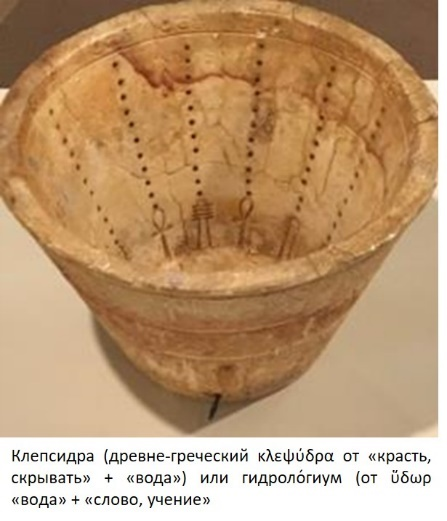 Клепсидра (древне-греческий κλεψύδρα от «красть,
скрывать» + «вода») или гидроло́гиум (от ὕδωρ
«вода» + «слово, учение»